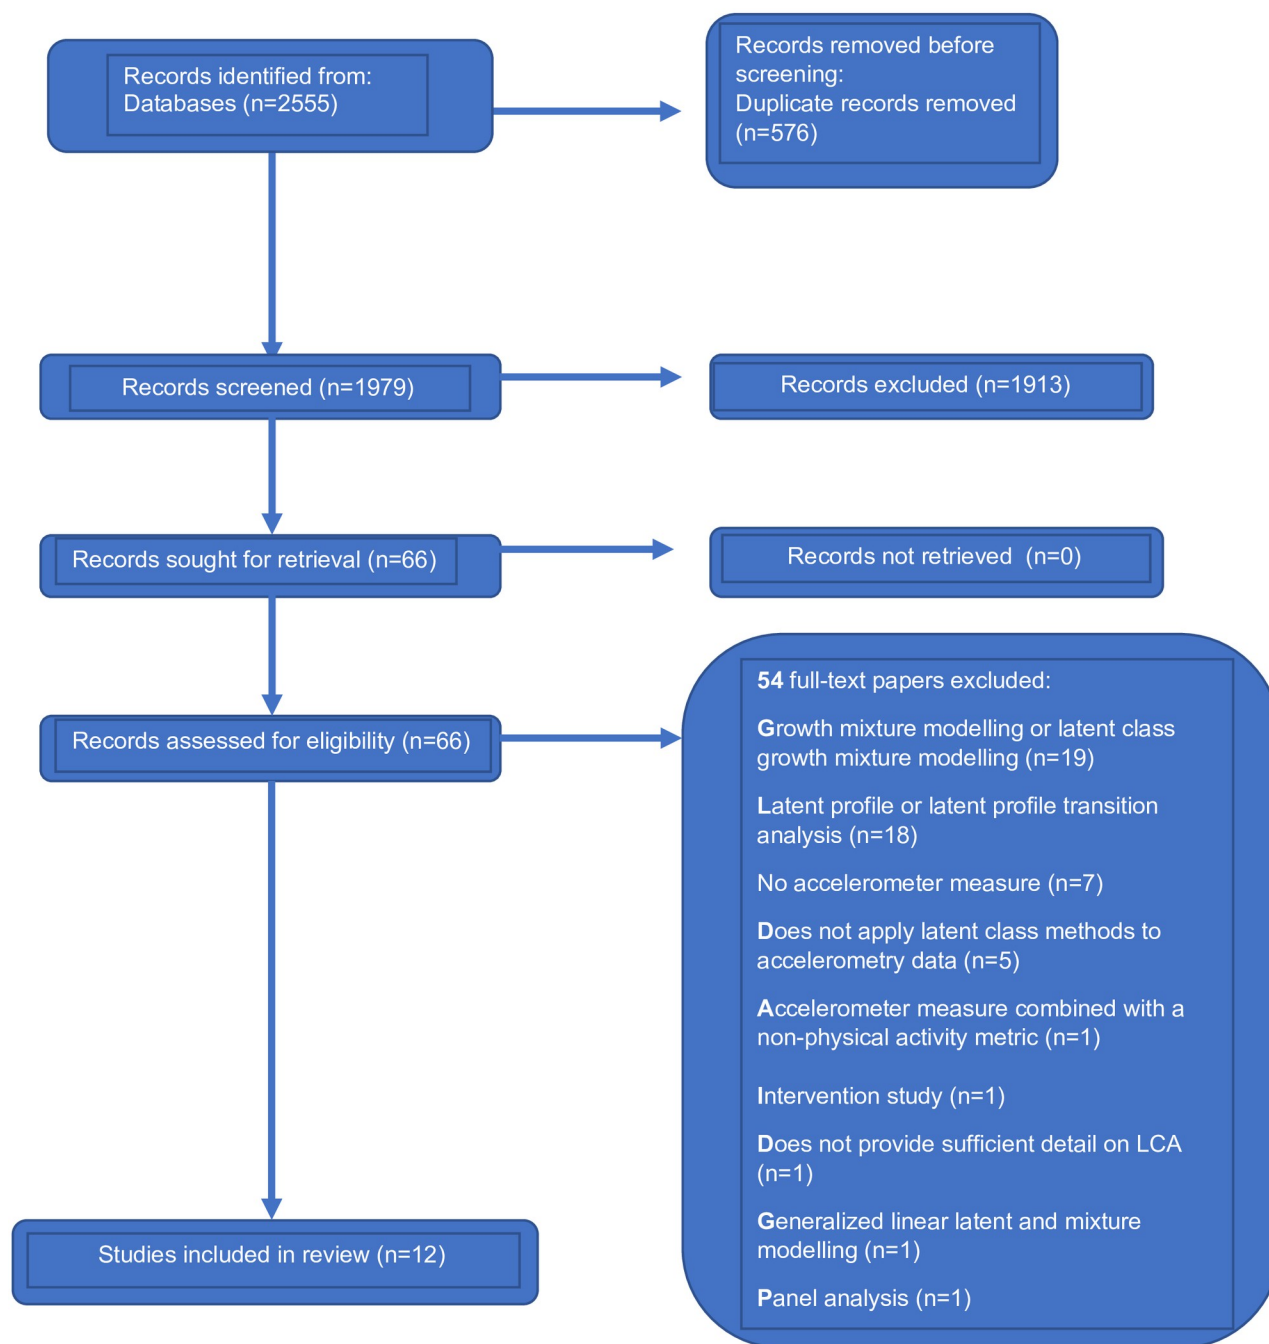 Records identified from:
Databases (n=2555)
Records removed before
screening:
Duplicate records removed
(n=576)
Records screened (n=1979)
Records excluded (n=1913)
Records sought for retrieval (n=66)
Records not retrieved (n=0)
Records assessed for eligibility (n=66)
54 full-text papers excluded:
Growth mixture modelling or latent class
growth mixture modelling (n=19)
Latent profile or latent profile transition
analysis (n=18)
No accelerometer measure (n=7)
Does not apply latent class methods to
accelerometry data (n=5)
Accelerometer measure combined with a
non-physical activity metric (n=1)
Intervention study (n=1)
Does not provide sufficient detail on LCA
(n=1)
Generalized linear latent and mixture
modelling (n=1)
Panel analysis (n=1)
Studies included in review (n=12)